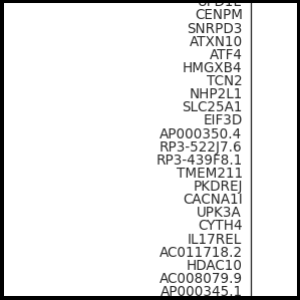 CENPM
SNRPD3
ATXN10
ATF4
HMGXB4
TCN2
NHP2L1
SLC25A1
EIF3D
AP000350.4
RP3-522J7.6
RP3-439F8.1
TMEM211
PKDREJ
CACNA1I
UPK3A
CYTH4
IL17REL
AC011718.2
HDAC10
AC008079.9
AP000345.1